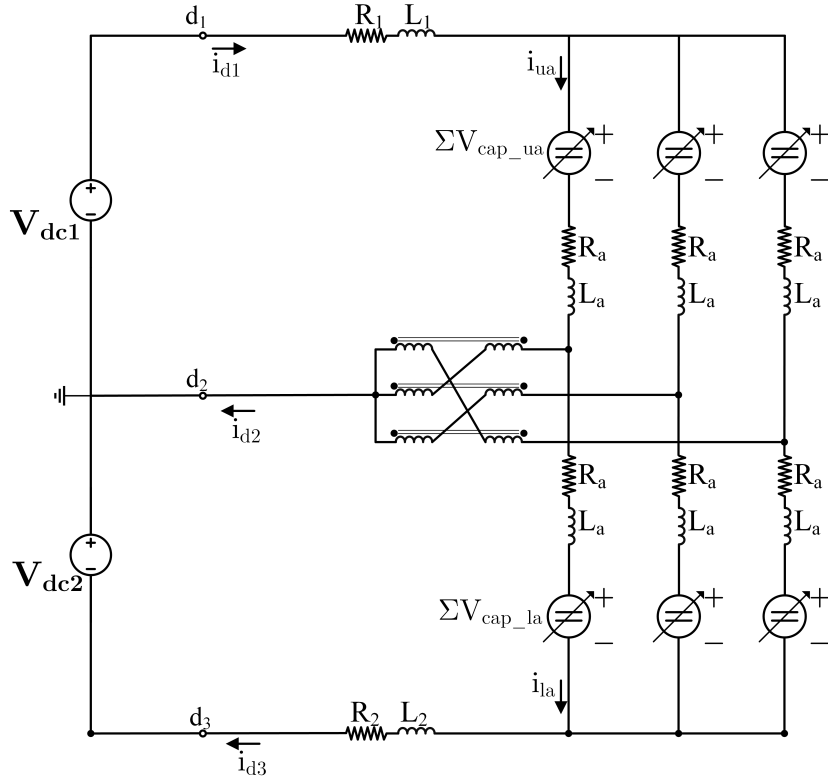 d₁ R₁ L₁
i_d1 i_ua
ΣV_cap_ua + + +
− − −
+
−
V_dc1
R_a R_a R_a
L_a L_a L_a
d₂
i_d2
R_a R_a R_a
L_a L_a L_a
+
−
V_dc2
ΣV_cap_la + + +
− − −
i_la
d₃ R₂ L₂
i_d3